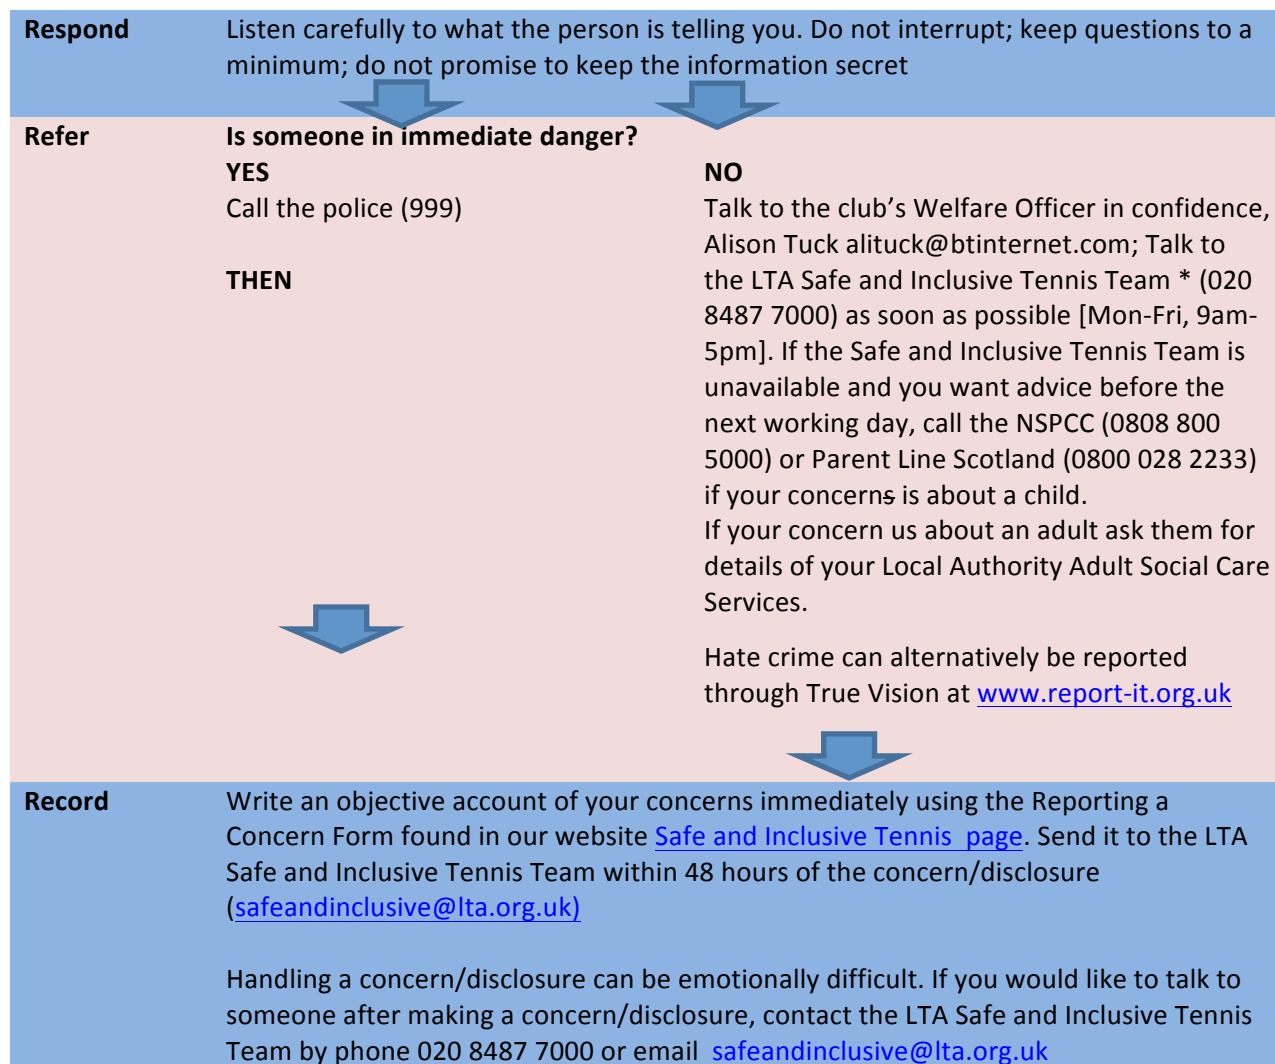 Respond
Listen carefully to what the person is telling you. Do not interrupt; keep questions to a
minimum; do not promise to keep the information secret
Refer
Is someone in immediate danger?
YES
Call the police (999)
THEN
NO
Talk to the club’s Welfare Officer in confidence,
Alison Tuck alituck@btinternet.com; Talk to
the LTA Safe and Inclusive Tennis Team * (020
8487 7000) as soon as possible [Mon-Fri, 9am-
5pm]. If the Safe and Inclusive Tennis Team is
unavailable and you want advice before the
next working day, call the NSPCC (0808 800
5000) or Parent Line Scotland (0800 028 2233)
if your concerns is about a child.
If your concern us about an adult ask them for
details of your Local Authority Adult Social Care
Services.
Hate crime can alternatively be reported
through True Vision at www.report-it.org.uk
Record
Write an objective account of your concerns immediately using the Reporting a
Concern Form found in our website Safe and Inclusive Tennis  page. Send it to the LTA
Safe and Inclusive Tennis Team within 48 hours of the concern/disclosure
(safeandinclusive@lta.org.uk)
Handling a concern/disclosure can be emotionally difficult. If you would like to talk to
someone after making a concern/disclosure, contact the LTA Safe and Inclusive Tennis
Team by phone 020 8487 7000 or email  safeandinclusive@lta.org.uk